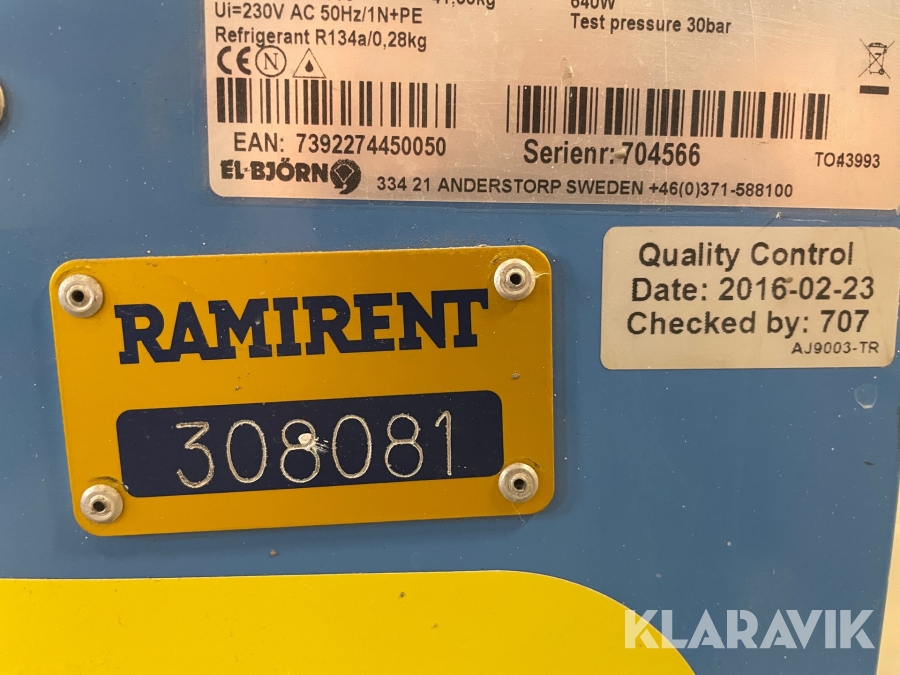 640W
Ui=230V AC 50Hz/1N+PE
Test pressure 30bar
Refrigerant R134a/0,28kg
CE N
EAN: 7392274450050
Serienr: 704566
TO43993
EL-BJÖRN
334 21 ANDERSTORP SWEDEN +46(0)371-588100
Quality Control
Date: 2016-02-23
Checked by: 707
AJ9003-TR
RAMIRENT
308081
KLARAVIK